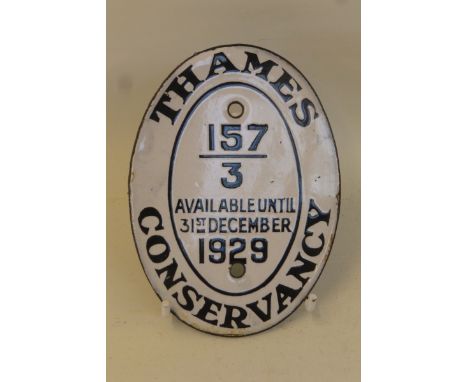 THAMES
157
3
AVAILABLE UNTIL
31ST DECEMBER
1929
CONSERVANCY